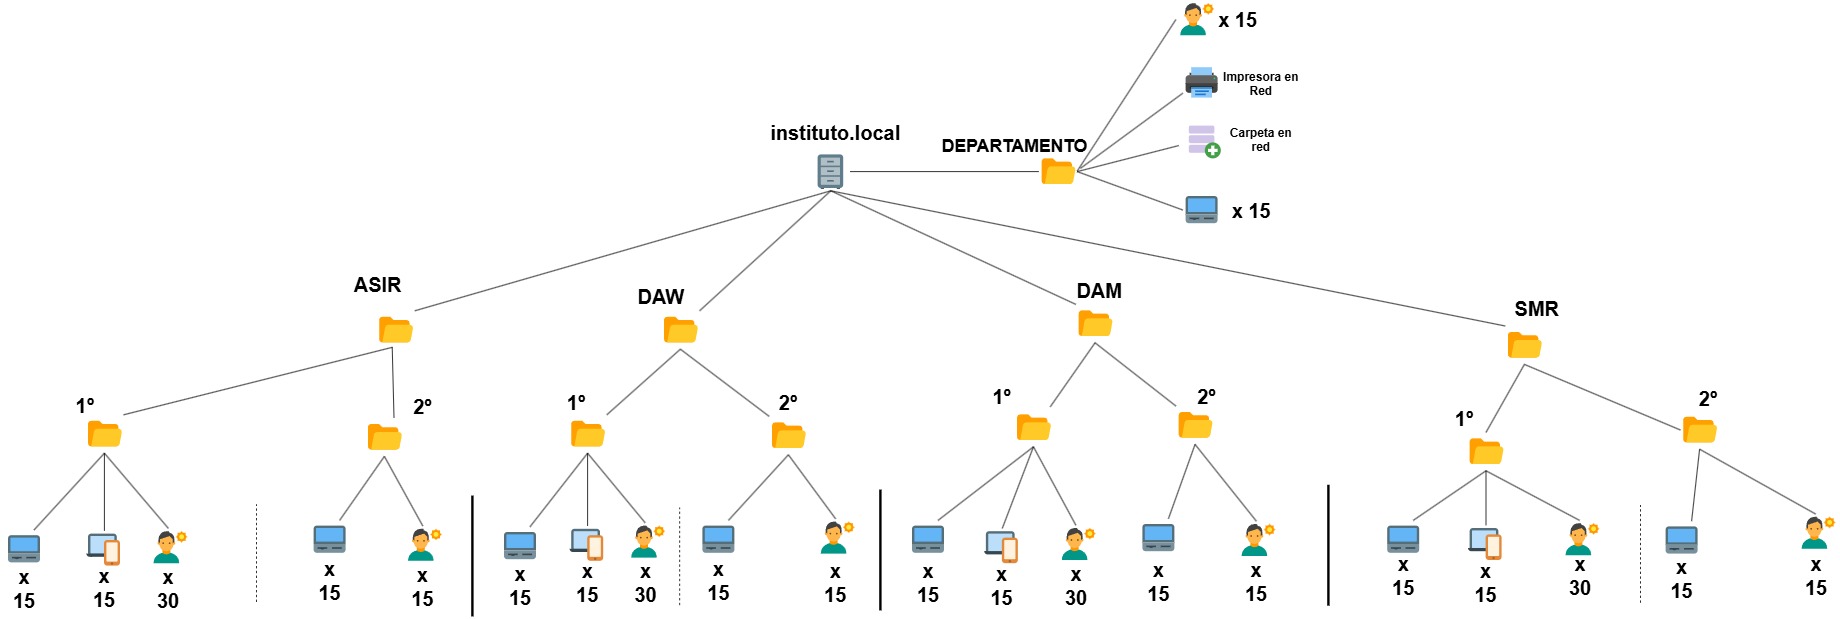 x 15
Impresora en
Red
instituto.local
DEPARTAMENTO
Carpeta en
red
x 15
ASIR
DAW
DAM
SMR
1º
2º
1º
2º
1º
2º
1º
2º
x
15
x
15
x
30
x
15
x
15
x
15
x
15
x
30
x
15
x
15
x
15
x
15
x
30
x
15
x
15
x
15
x
15
x
30
x
15
x
15